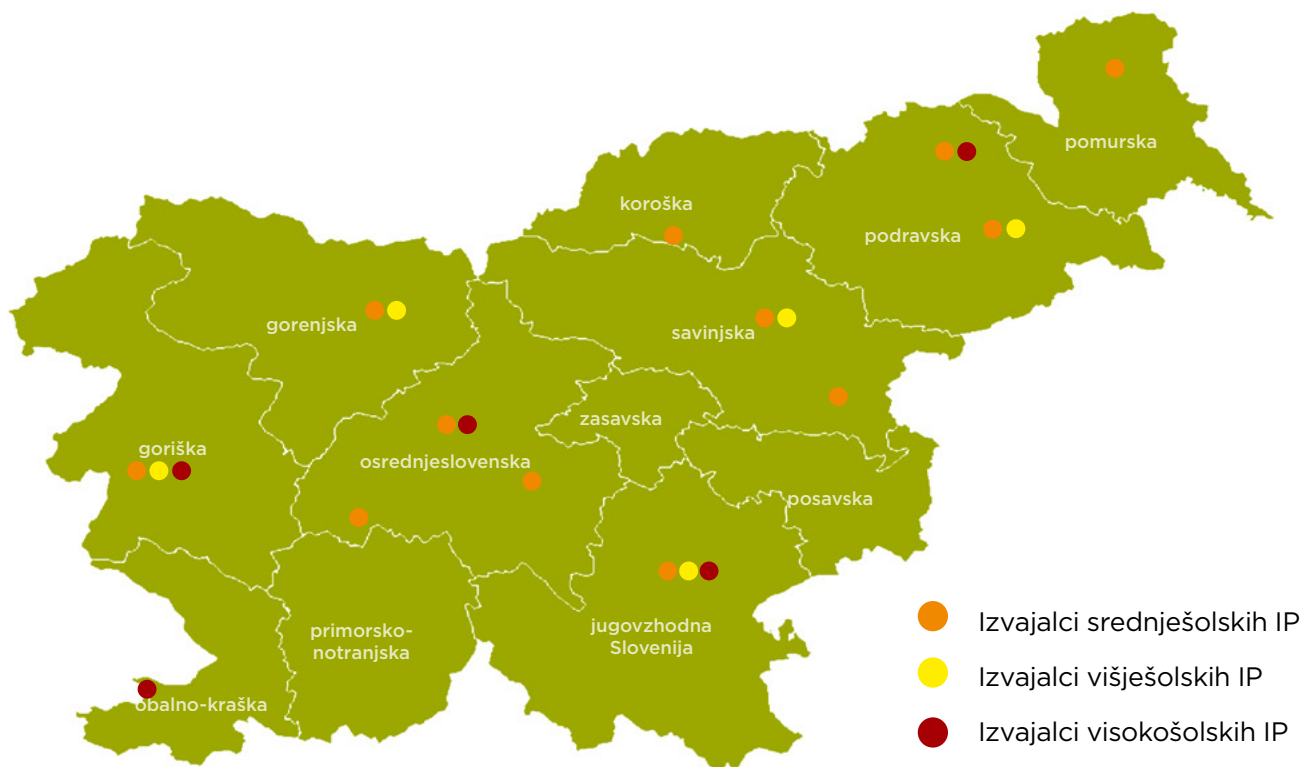 pomurska
koroška
podravska
gorenjska
savinjska
zasavska
goriška
osrednjeslovenska
posavska
primorsko-
notranjska
jugovzhodna
Slovenija
obalno-kraška
Izvajalci srednješolskih IP
Izvajalci višješolskih IP
Izvajalci visokošolskih IP